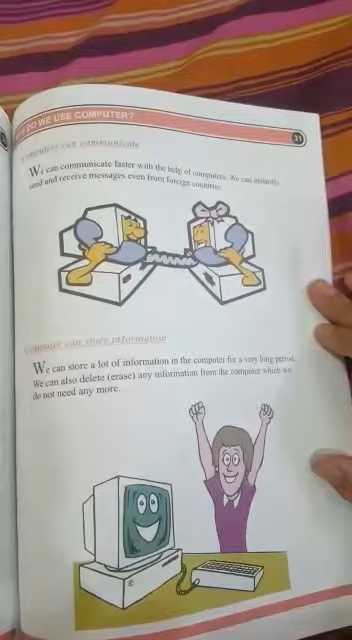 WHY DO WE USE COMPUTER?
31
Computers can communicate
We can communicate faster with the help of computers. We can instantly
send and receive messages even from foreign countries.
Computer can store information
We can store a lot of information in the computer for a very long period.
We can also delete (erase) any information from the computer which we
do not need any more.